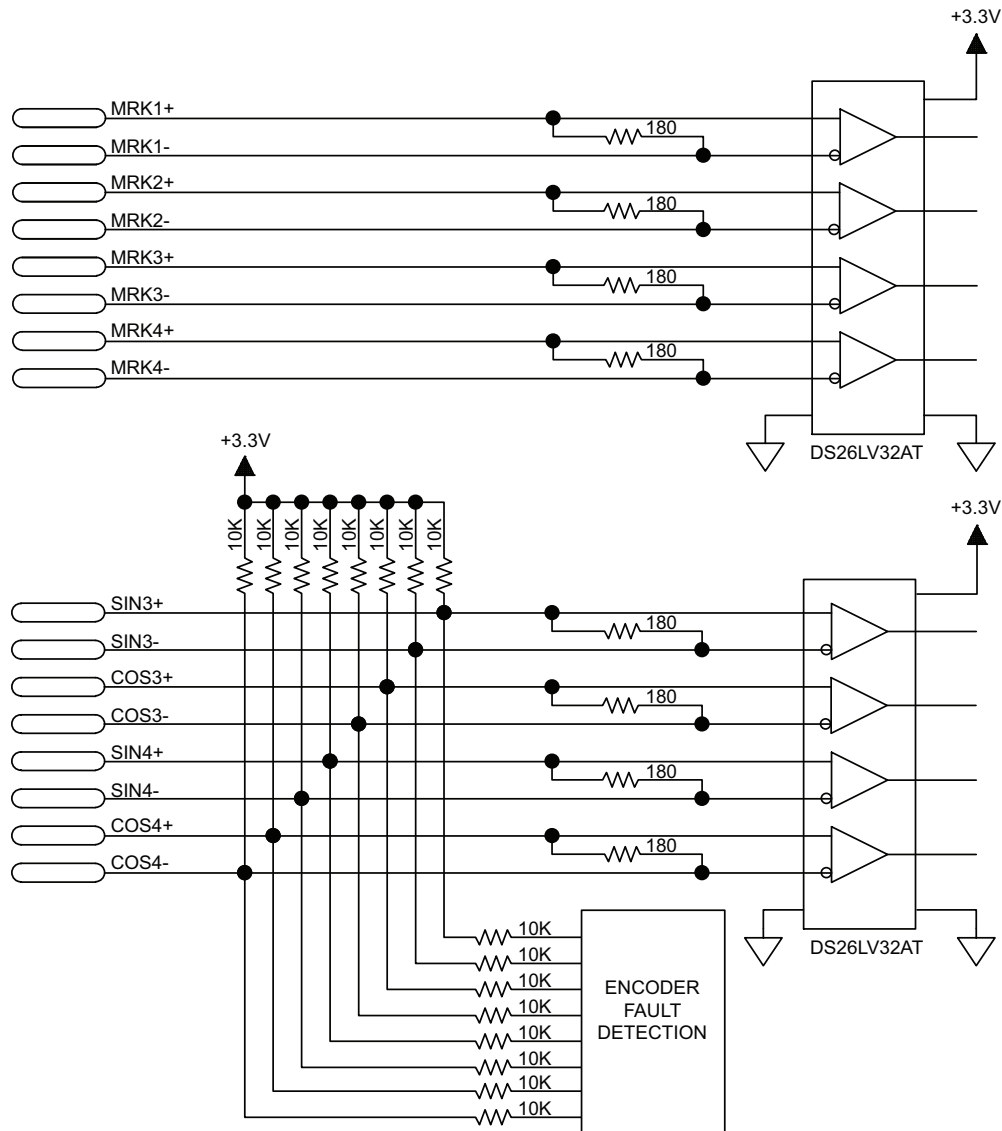 +3.3V
MRK1+
180
MRK1-
MRK2+
180
MRK2-
MRK3+
180
MRK3-
MRK4+
180
MRK4-
DS26LV32AT
+3.3V
+3.3V
10K
10K
10K
10K
10K
10K
10K
10K
SIN3+
180
SIN3-
COS3+
180
COS3-
SIN4+
180
SIN4-
COS4+
180
COS4-
DS26LV32AT
10K
10K
10K
10K
10K
10K
10K
10K
ENCODER
FAULT
DETECTION